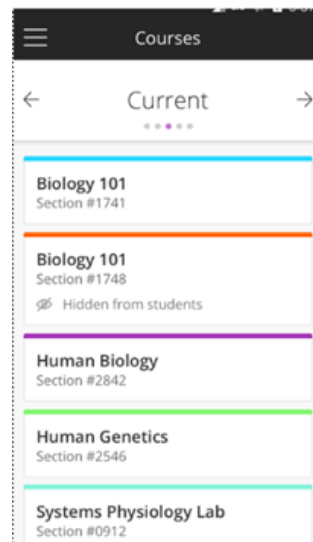 Courses
Current
Biology 101
Section #1741
Biology 101
Section #1748
Hidden from students
Human Biology
Section #2842
Human Genetics
Section #2546
Systems Physiology Lab
Section #0912